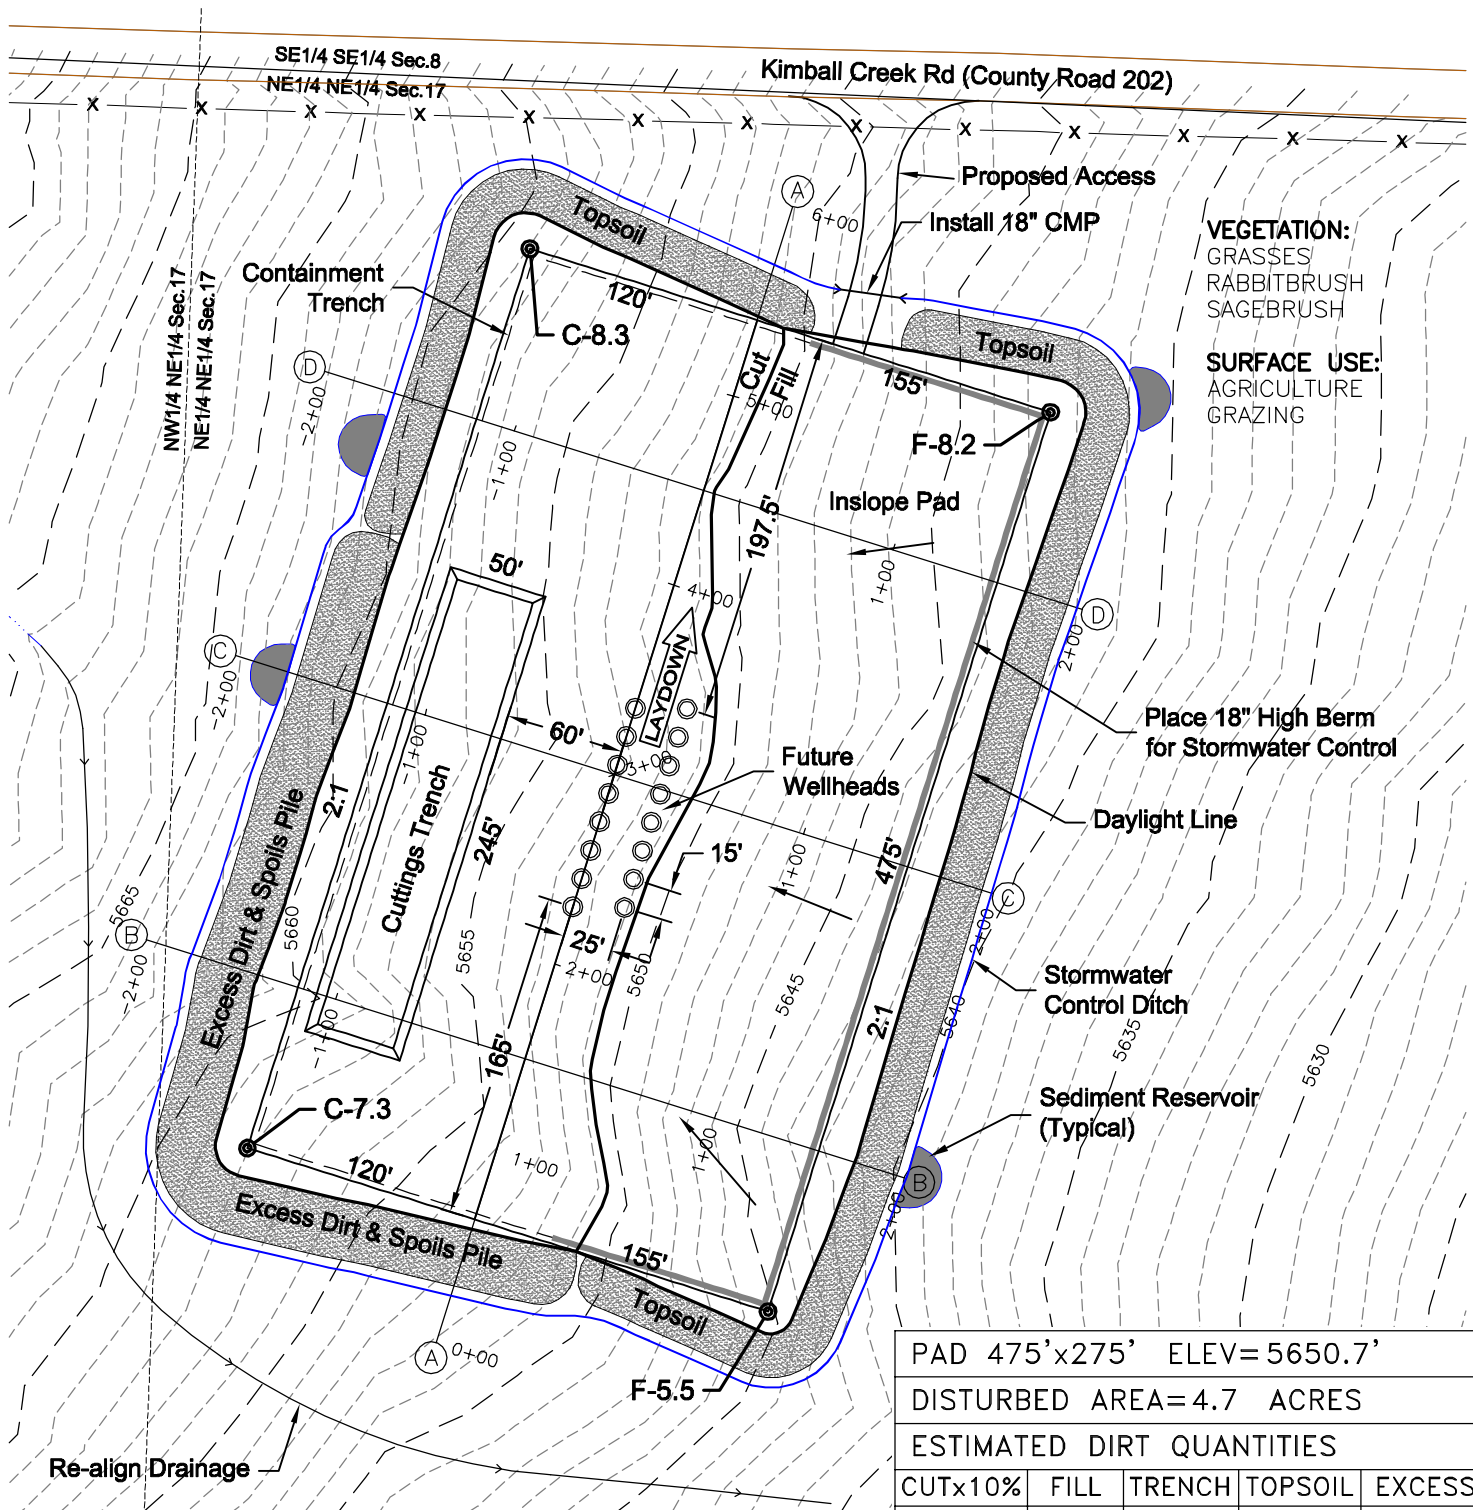 SE1/4 SE1/4 Sec.8
NE1/4 NE1/4 Sec.17
Kimball Creek Rd (County Road 202)
X X X X X X X X X X X X X
Proposed Access
Install 18" CMP
A
6+00
VEGETATION:
GRASSES
RABBITBRUSH
SAGEBRUSH
SURFACE USE:
AGRICULTURE
GRAZING
Topsoil
Containment
Trench
NW1/4 NE1/4 Sec.17
NE1/4 NE1/4 Sec.17
120'
C-8.3
Topsoil
Cut
Fill
155'
D
-2+00
5+00
F-8.2
-1+00
Inslope Pad
197.5'
50'
1+00
4+00
D
2+00
C
-2+00
LAYDOWN
60'
3+00
-1+00
Place 18" High Berm
for Stormwater Control
Future
Wellheads
2:1
Daylight Line
Cuttings Trench
245'
15'
475'
1+00
Excess Dirt & Spoils Pile
5665
5660
5655
5650
5645
5640
5635
5630
B
-2+00
C
2+00
25'
2+00
Stormwater
Control Ditch
2:1
-1+00
165'
Sediment Reservoir
(Typical)
C-7.3
120'
1+00
1+00
B
2+00
Excess Dirt & Spoils Pile
155'
Topsoil
A
0+00
F-5.5
Re-align Drainage
PAD 475'x275' ELEV=5650.7'
DISTURBED AREA=4.7 ACRES
ESTIMATED DIRT QUANTITIES
CUTx10% FILL TRENCH TOPSOIL EXCESS